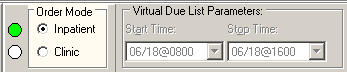 Order Mode
Inpatient
Clinic
Virtual Due List Parameters:
Start Time: Stop Time:
06/18@0800 06/18@1600